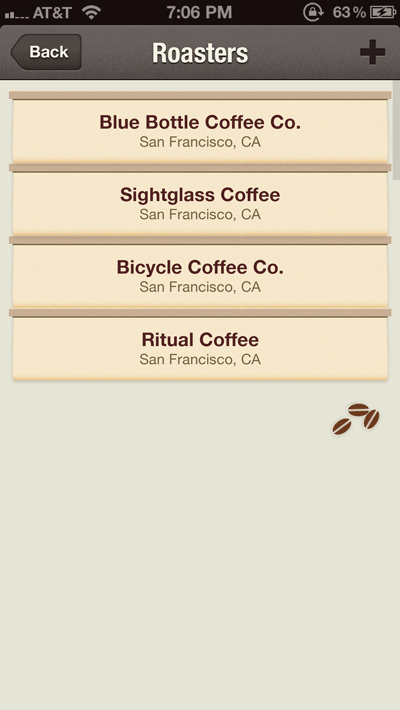 AT&T 7:06 PM 63%
Back Roasters
Blue Bottle Coffee Co.
San Francisco, CA
Sightglass Coffee
San Francisco, CA
Bicycle Coffee Co.
San Francisco, CA
Ritual Coffee
San Francisco, CA